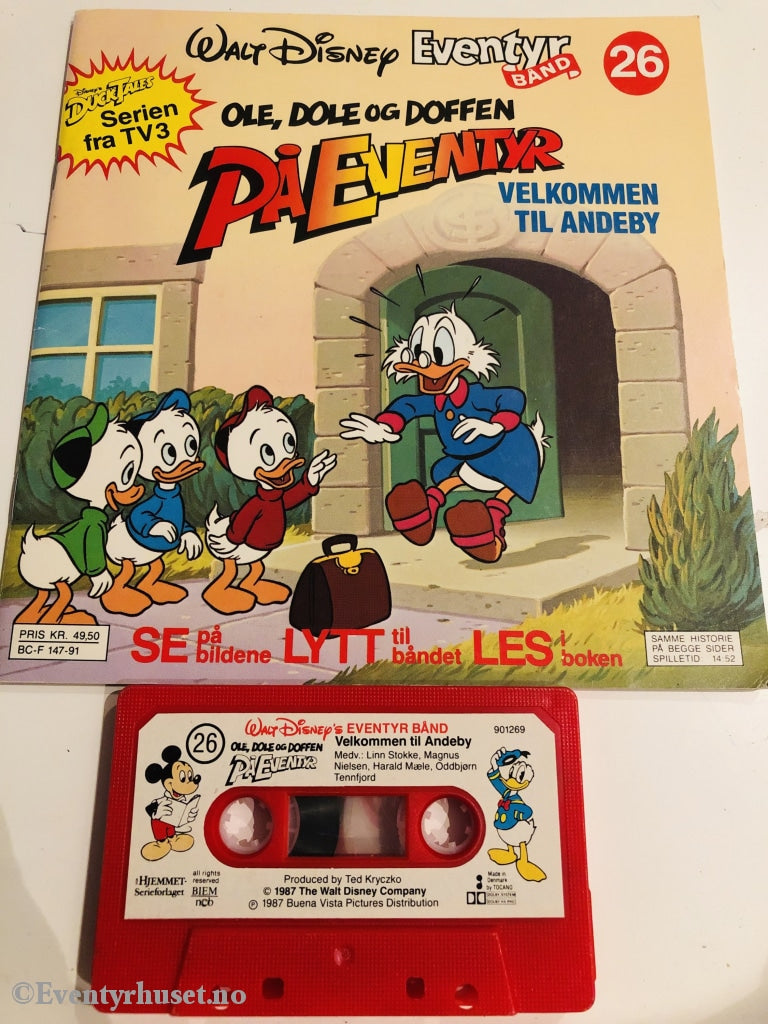 WALT DISNEY Eventyr
BÅND
26
DISNEY'S
DUCKTALES
Serien
fra TV3
OLE, DOLE OG DOFFEN
PÅ EVENTYR
VELKOMMEN
TIL ANDEBY
$
PRIS KR. 49,50
BC-F 147-91
SE på bildene LYTT til båndet LES i boken
SAMME HISTORIE
PÅ BEGGE SIDER
SPILLETID 14:52
26
WALT DISNEY'S EVENTYR BÅND
901269
OLE, DOLE OG DOFFEN
PÅ EVENTYR
Velkommen til Andeby
Medv.: Linn Stokke, Magnus
Nielsen, Harald Mæle, Oddbjørn
Tennfjord
HJEMMET-
Serieforlaget
all rights
reserved
BIEM
ncb
Produced by Ted Kryczko
© 1987 The Walt Disney Company
Ⓟ 1987 Buena Vista Pictures Distribution
Made in
Denmark
by TOCANO
DOLBY SYSTEM
©Eventyrhuset.no